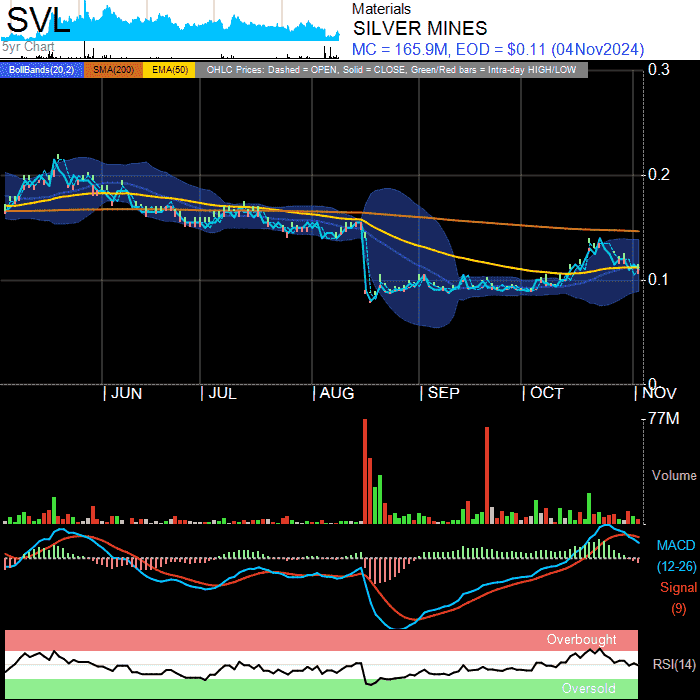 SVL
5yr Chart
Materials
SILVER MINES
MC = 165.9M, EOD = $0.11 (04Nov2024)
BollBands(20,2) SMA(200) EMA(50) OHLC Prices: Dashed = OPEN, Solid = CLOSE, Green/Red bars = Intra-day HIGH/LOW
0.3
0.2
0.1
0
JUN JUL AUG SEP OCT NOV
77M
Volume
MACD
(12-26)
Signal
(9)
Overbought
RSI(14)
Oversold